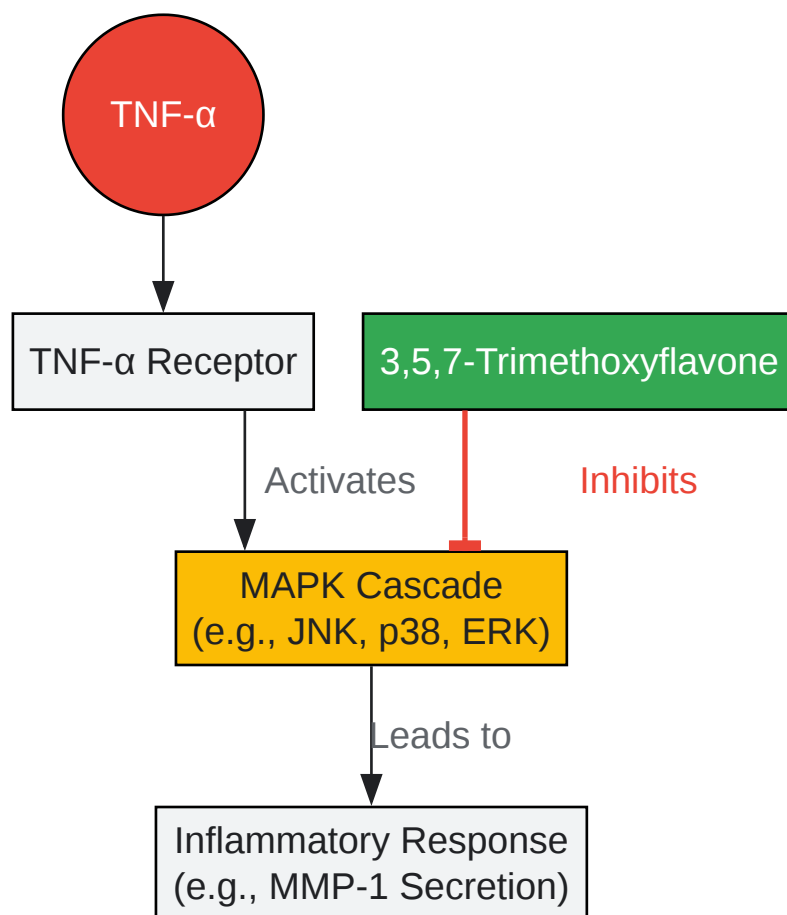 TNF-α
TNF-α Receptor
3,5,7-Trimethoxyflavone
Activates
Inhibits
MAPK Cascade
(e.g., JNK, p38, ERK)
Leads to
Inflammatory Response
(e.g., MMP-1 Secretion)